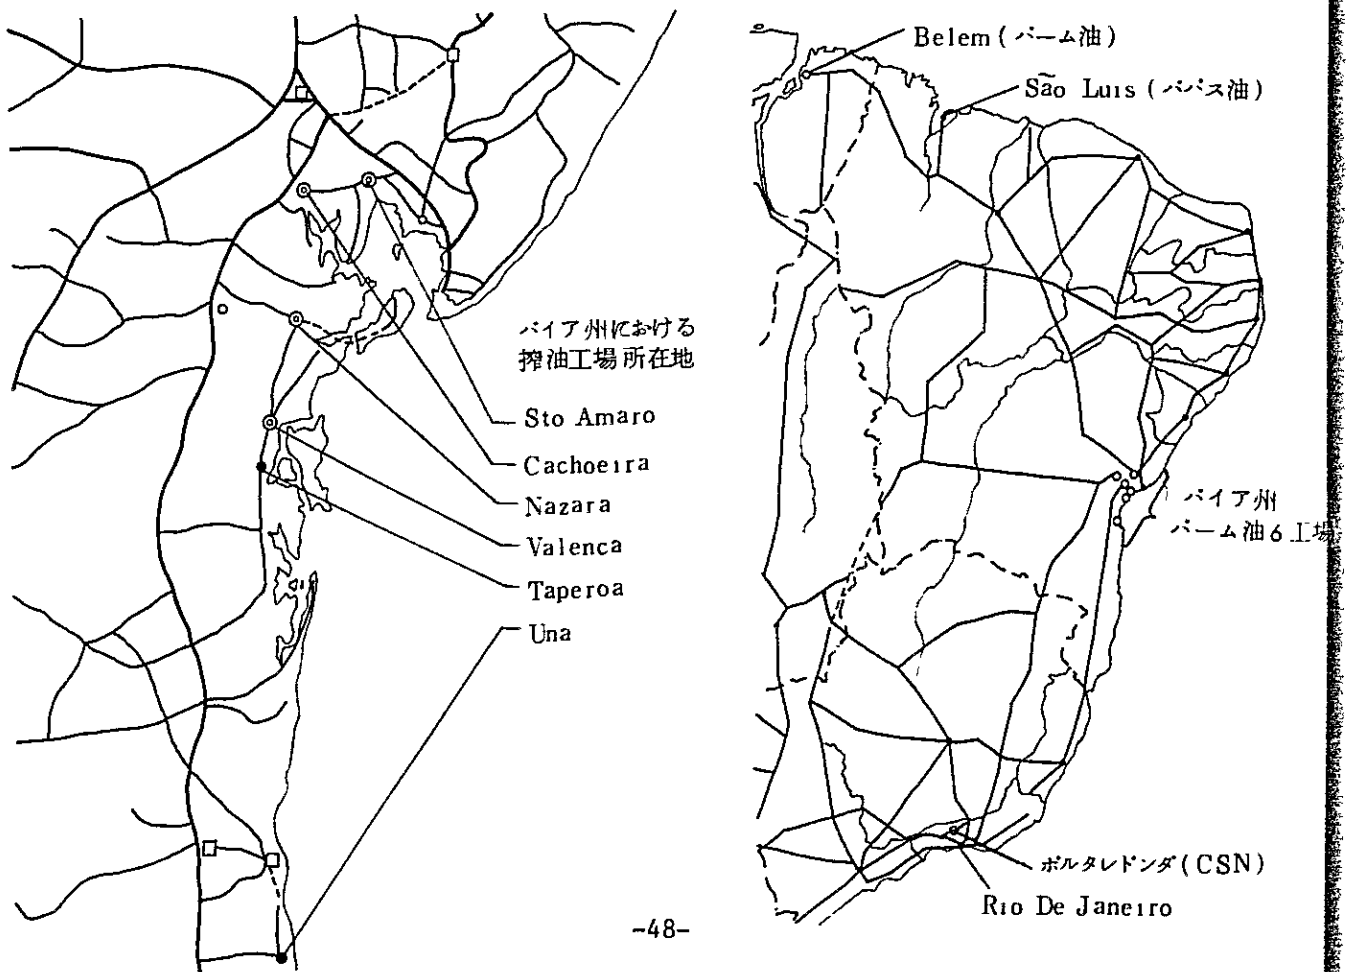 バイア州における
搾油工場所在地
Sto Amaro
Cachoeira
Nazara
Valenca
Taperoa
Una
Belem (パーム油)
São Luis (ババス油)
バイア州
パーム油6工場
ボルタレドンダ(CSN)
Rio De Janeiro
-48-